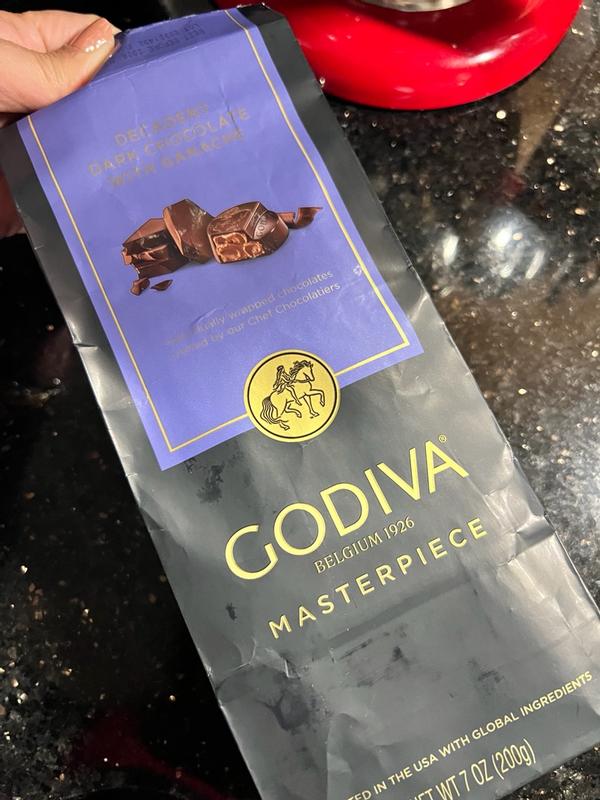 DECADENT
DARK CHOCOLATE
WITH GANACHE
wrapped chocolates
by our Chef Chocolatiers
GODIVA®
BELGIUM 1926
MASTERPIECE
IN THE USA WITH GLOBAL INGREDIENTS
NET WT 7 OZ (200g)